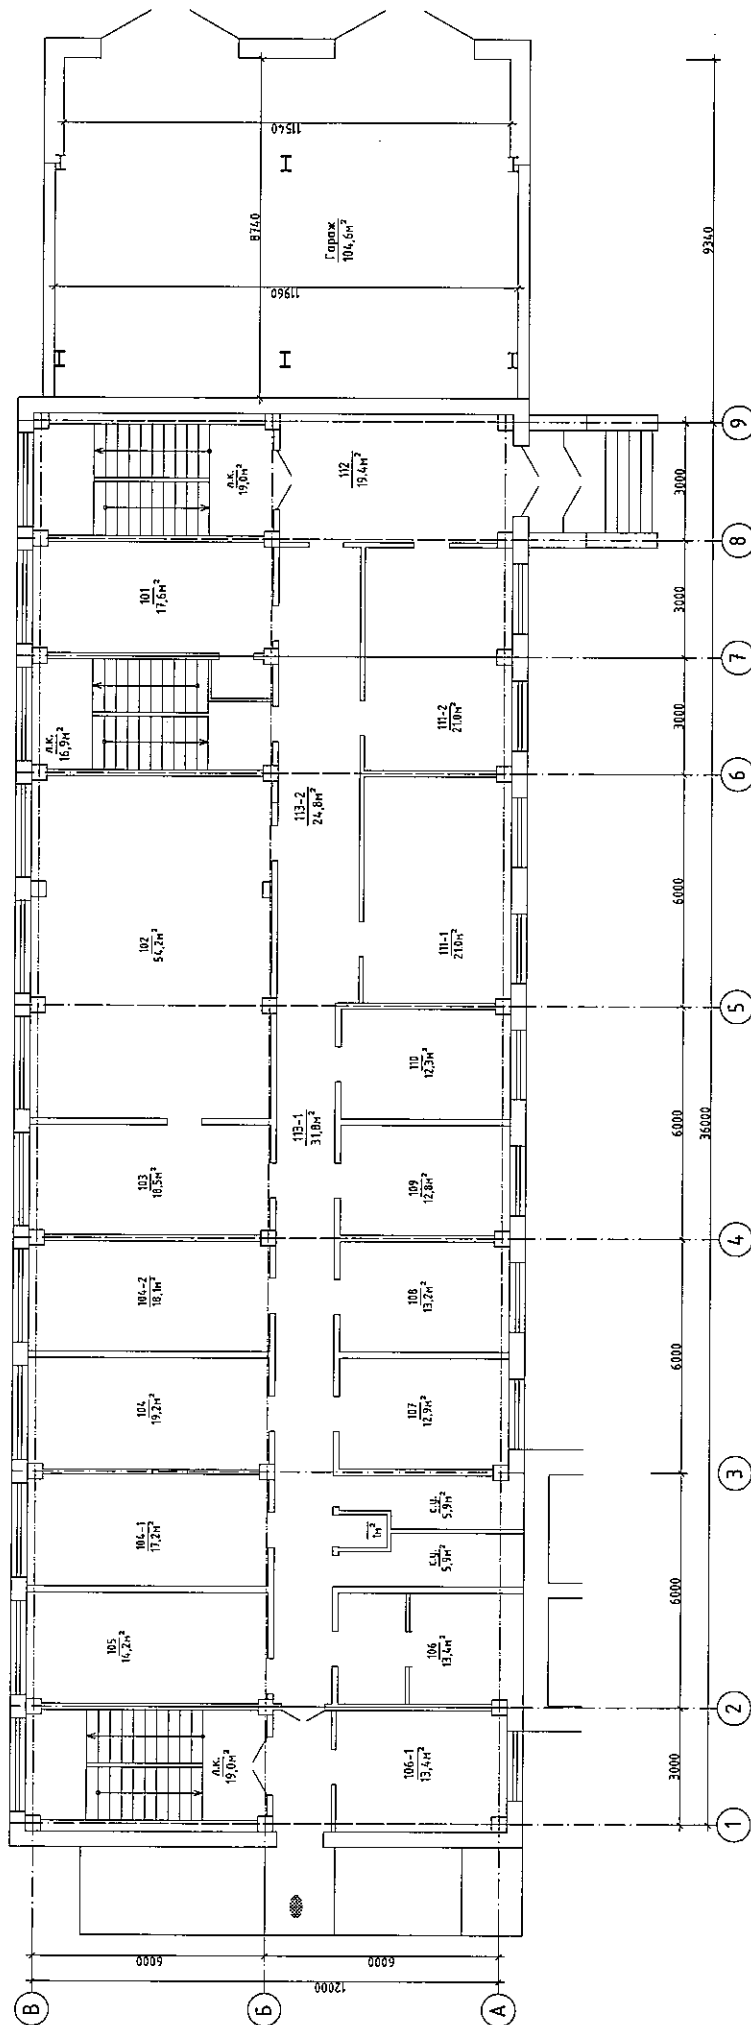 11540
8740
Гараж
104,6м²
9340
11960
л.к.
19,0м²
112
19.4м²
9
3000
8
101
17,6м²
3000
7
л.к.
16,9м²
111-2
21.0м²
3000
6
113-2
24,8м²
102
54,2м²
111-1
21.0м²
6000
5
110
12,3м²
113-1
31,8м²
6000
36000
103
18,5м²
109
12,8м²
4
104-2
18,1м²
108
13,2м²
6000
104
19,2м²
107
12,9м²
3
104-1
17,2м²
1м²
с.у.
5,9м²
с.у.
5,9м²
6000
105
14,2м²
106
13,4м²
2
л.к.
19,0м²
106-1
13,4м²
3000
1
6000
6000
12000
В
Б
А